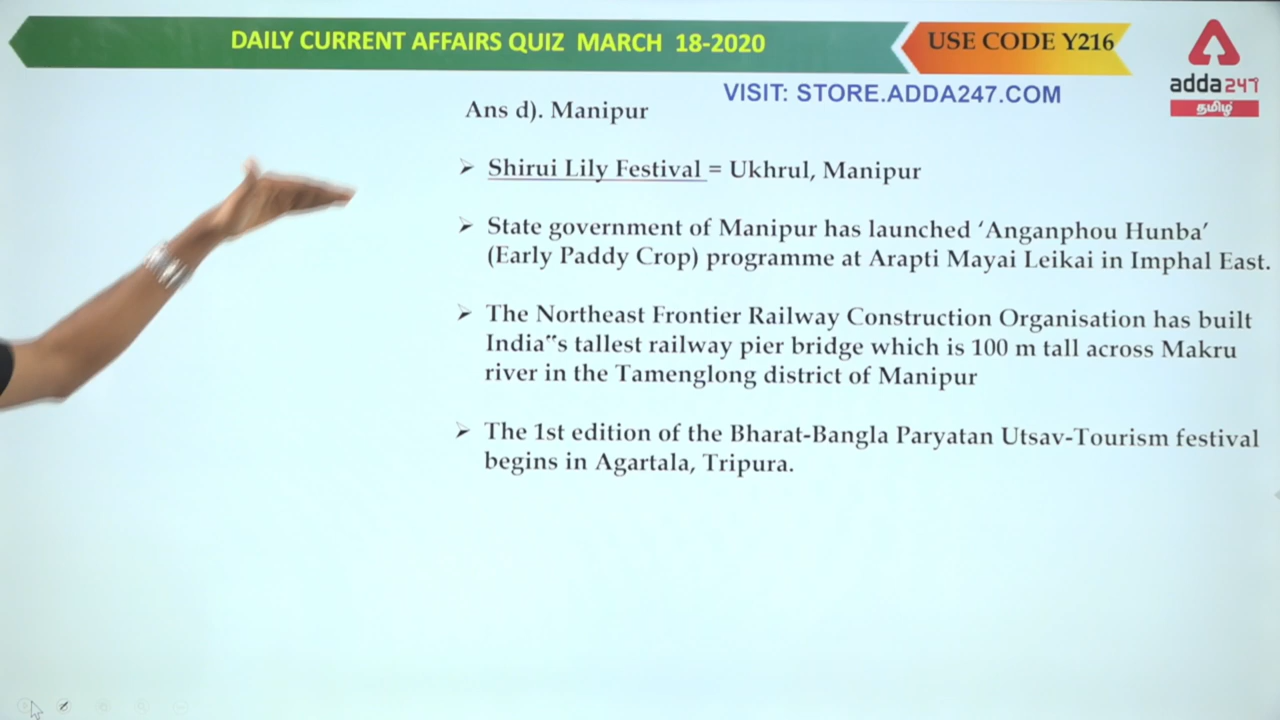 DAILY CURRENT AFFAIRS QUIZ MARCH 18-2020
USE CODE Y216
adda247
தமிழ்
VISIT: STORE.ADDA247.COM
Ans d). Manipur
➢ Shirui Lily Festival = Ukhrul, Manipur
➢ State government of Manipur has launched ‘Anganphou Hunba’
(Early Paddy Crop) programme at Arapti Mayai Leikai in Imphal East.
➢ The Northeast Frontier Railway Construction Organisation has built
India‟s tallest railway pier bridge which is 100 m tall across Makru
river in the Tamenglong district of Manipur
➢ The 1st edition of the Bharat-Bangla Paryatan Utsav-Tourism festival
begins in Agartala, Tripura.